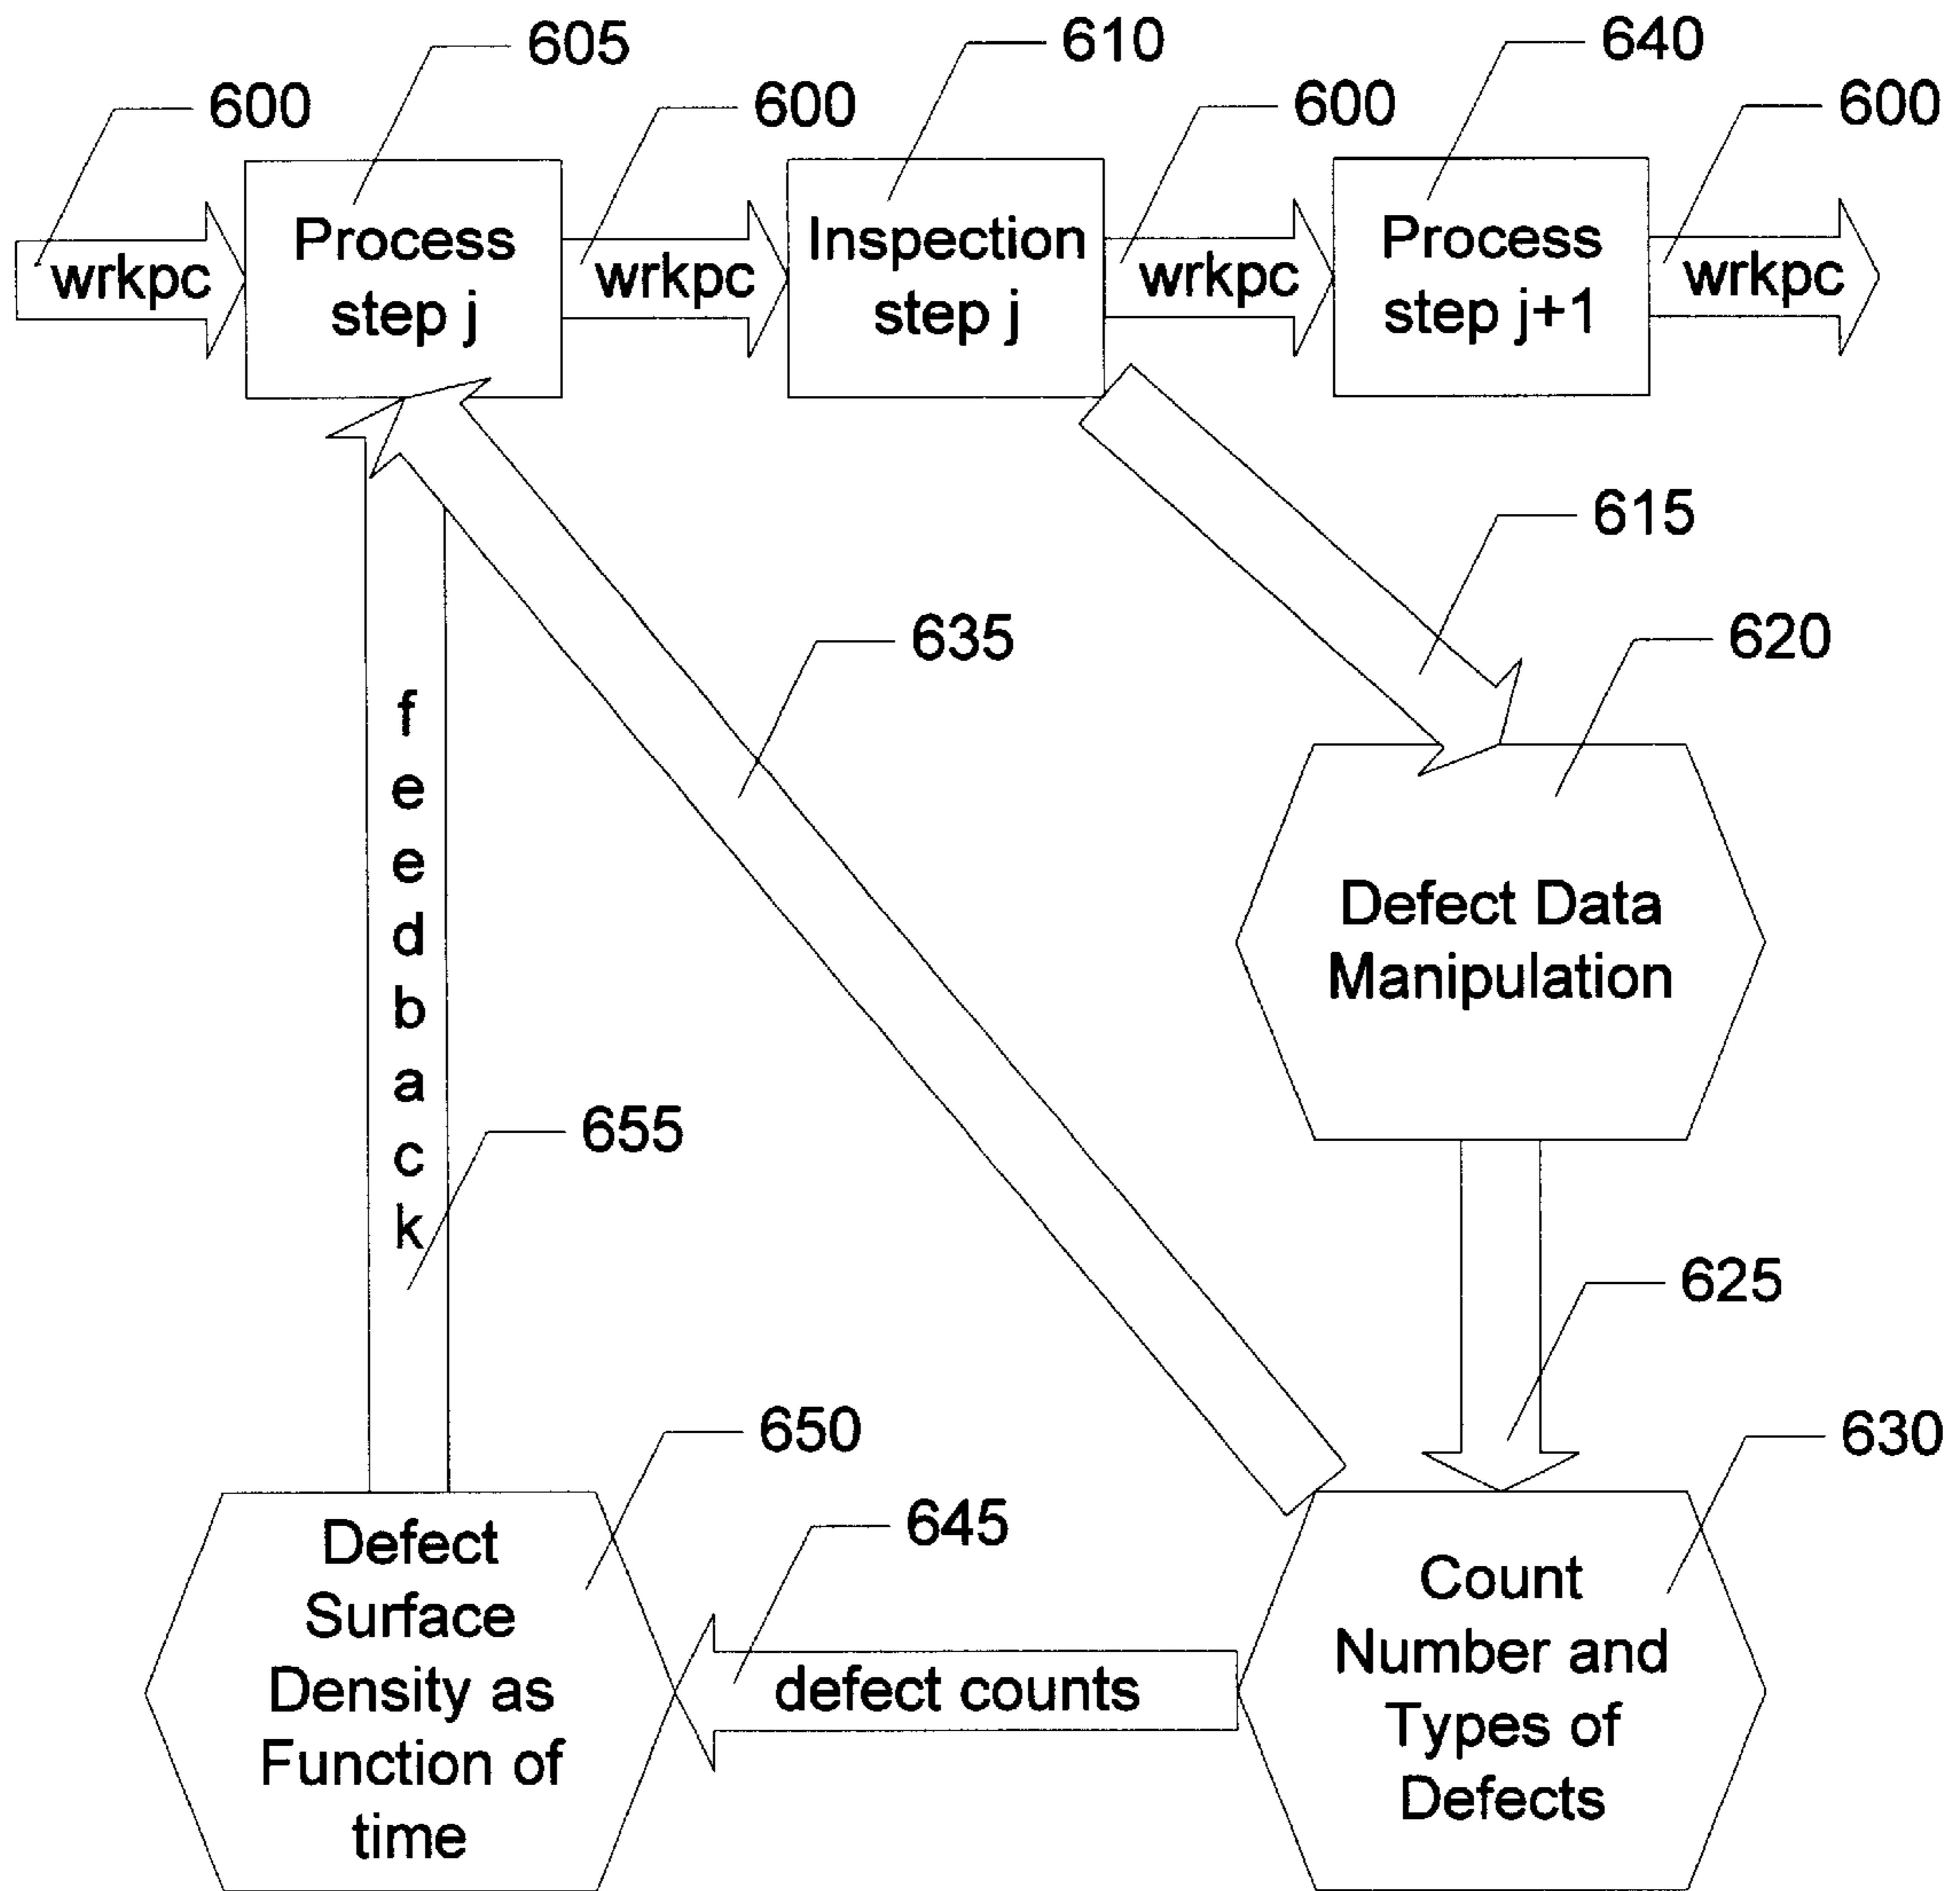 605
610
640
600
600
600
600
Process
step j
Inspection
step j
Process
step j+1
wrkpc
wrkpc
wrkpc
wrkpc
615
635
620
feedback
Defect Data
Manipulation
655
625
650
645
630
Defect
Surface
Density as
Function of
time
defect counts
Count
Number and
Types of
Defects